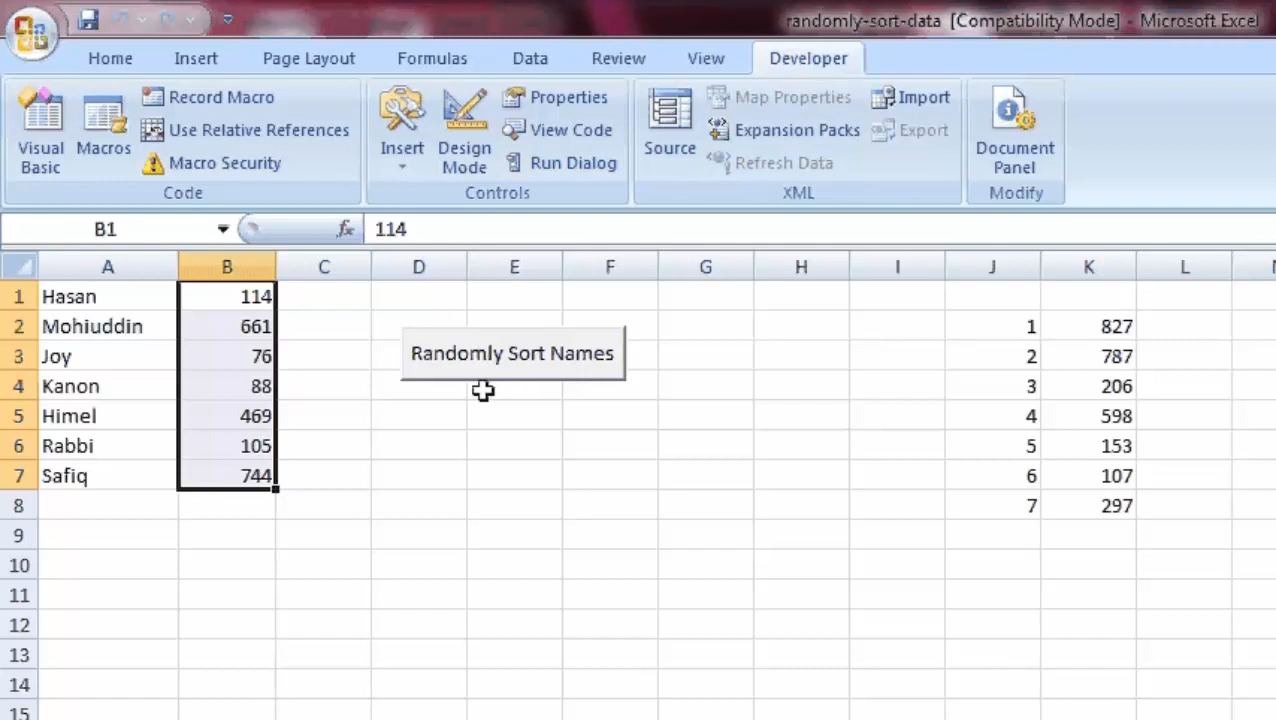 randomly-sort-data [Compatibility Mode] - Microsoft Excel
Home Insert Page Layout Formulas Data Review View Developer
Visual Basic
Macros
Record Macro
Use Relative References
Macro Security
Code
Insert
Design Mode
Properties
View Code
Run Dialog
Controls
Source
Map Properties
Expansion Packs
Refresh Data
Import
Export
XML
Document Panel
Modify
B1 fx 114
A B C D E F G H I J K L
1 Hasan 114
2 Mohiuddin 661 1 827
3 Joy 76 2 787
Randomly Sort Names
4 Kanon 88 3 206
5 Himel 469 4 598
6 Rabbi 105 5 153
7 Safiq 744 6 107
8 7 297
9
10
11
12
13
14
15